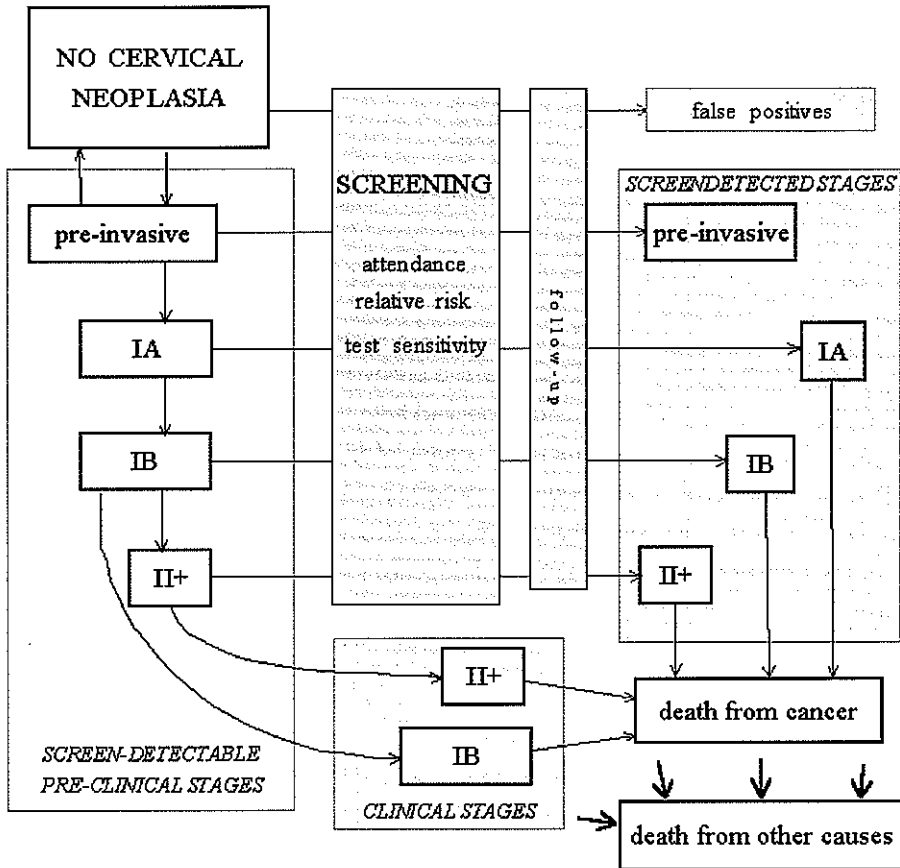 NO CERVICAL
NEOPLASIA
false positives
SCREENING
attendance
relative risk
test sensitivity
follow-up
SCREENDETECTED STAGES
pre-invasive
IA
IB
II+
pre-invasive
IA
IB
II+
SCREEN-DETECTABLE
PRE-CLINICAL STAGES
II+
IB
CLINICAL STAGES
death from cancer
death from other causes